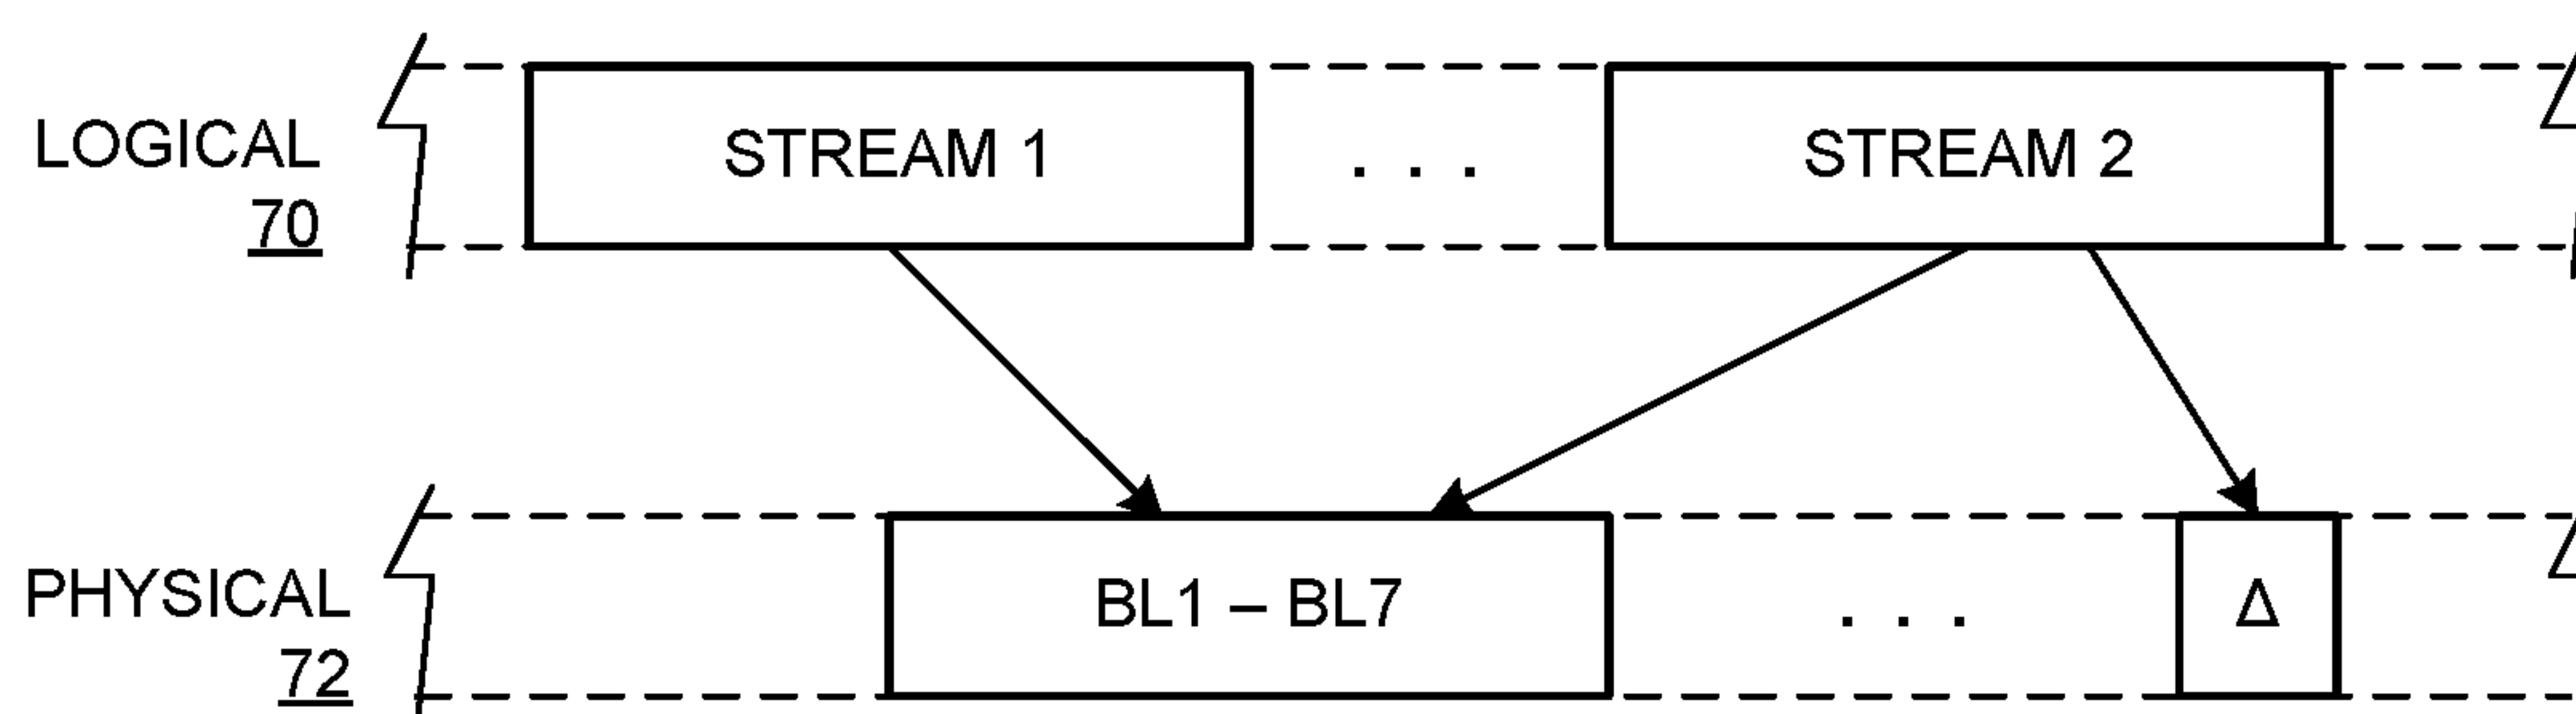 LOGICAL
70
STREAM 1 . . . STREAM 2
PHYSICAL
72
BL1 – BL7 . . . Δ